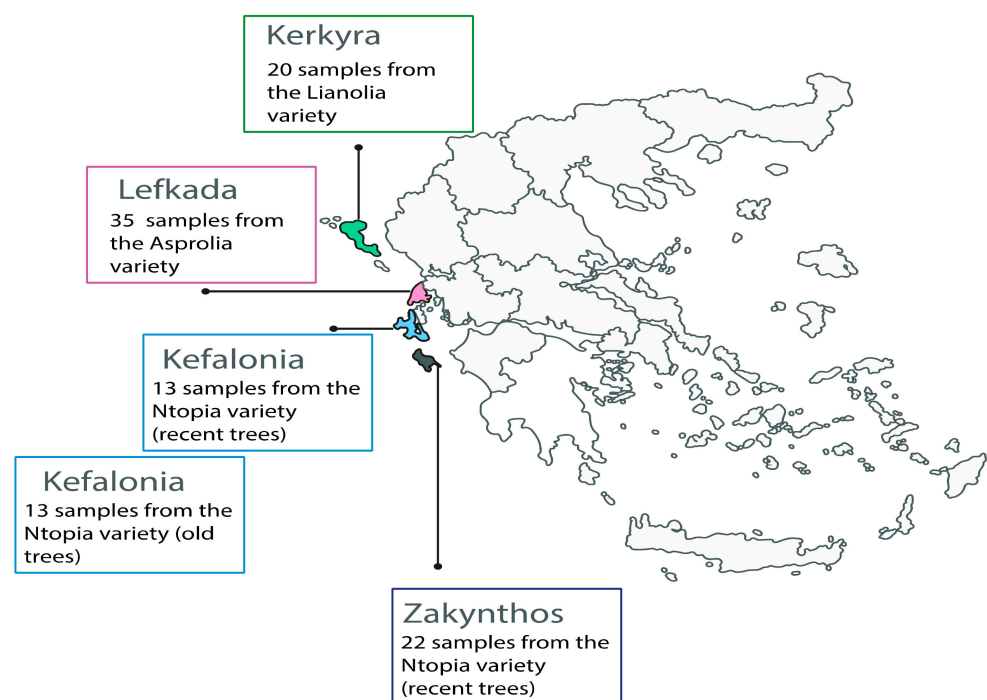 Kerkyra
20 samples from
the Lianolia
variety
Lefkada
35 samples from
the Asprolia
variety
Kefalonia
13 samples from the
Ntopia variety
(recent trees)
Kefalonia
13 samples from the
Ntopia variety (old
trees)
Zakynthos
22 samples from the
Ntopia variety
(recent trees)